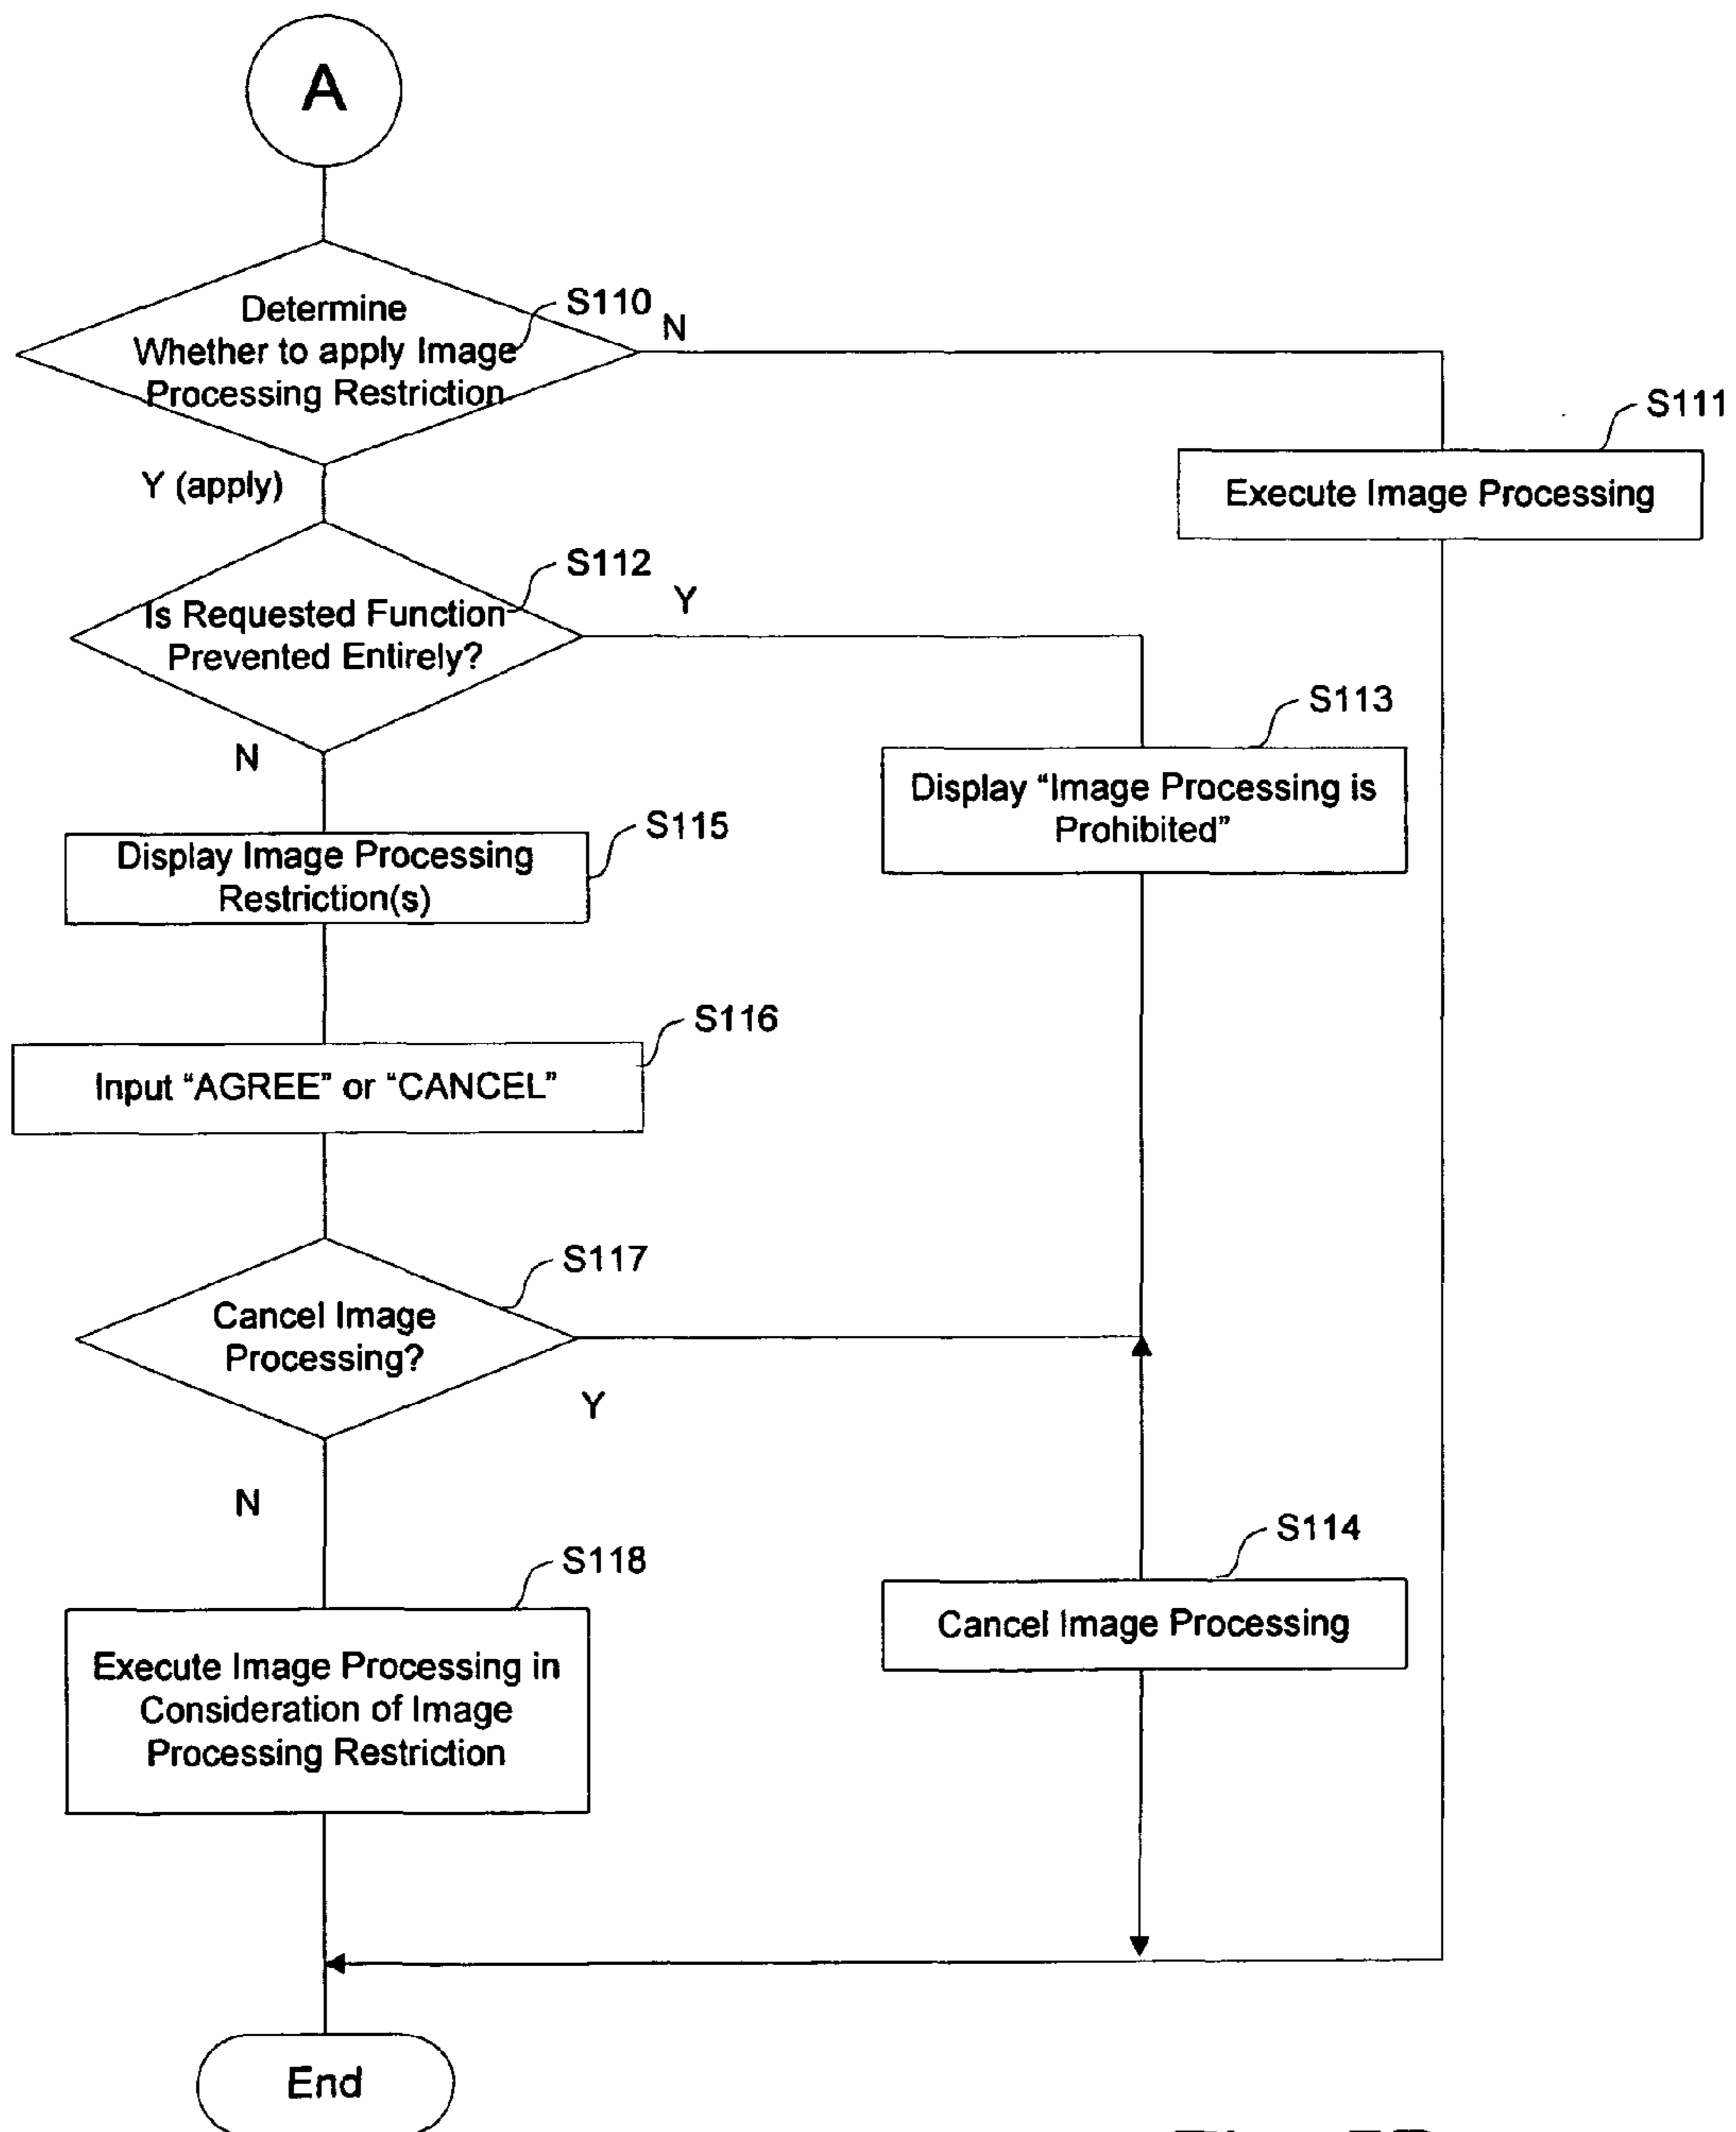 A
Determine
Whether to apply Image
Processing Restriction
S110
N
S111
Execute Image Processing
Y (apply)
S112
Is Requested Function
Prevented Entirely?
Y
S113
Display “Image Processing is
Prohibited”
N
S115
Display Image Processing
Restriction(s)
S116
Input “AGREE” or “CANCEL”
S117
Cancel Image
Processing?
Y
N
S114
Cancel Image Processing
S118
Execute Image Processing in
Consideration of Image
Processing Restriction
End